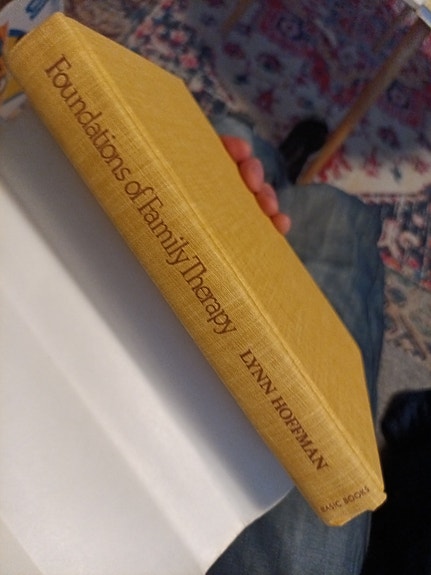 Foundations of Family Therapy
LYNN HOFFMAN
BASIC BOOKS